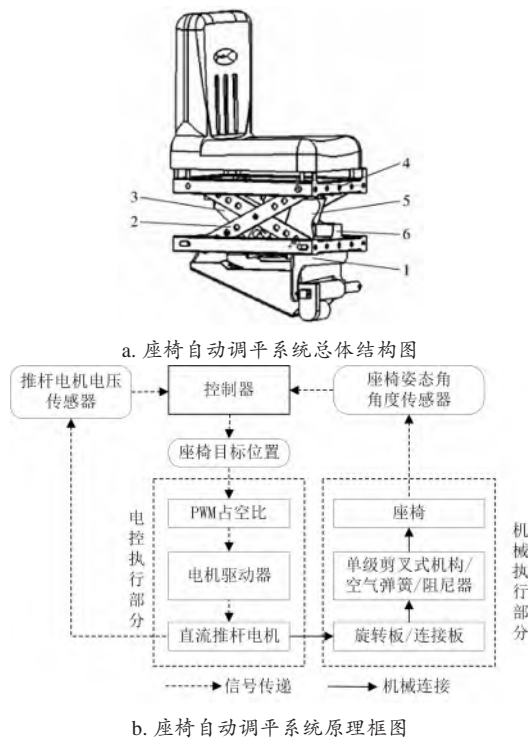 3
2
4
5
6
1
a. 座椅自动调平系统总体结构图
推杆电机电压
传感器
控制器
座椅姿态角
角度传感器
座椅目标位置
电控执行部分
PWM占空比
电机驱动器
直流推杆电机
座椅
单级剪叉式机构/
空气弹簧/阻尼器
旋转板/连接板
机械执行部分
信号传递
机械连接
b. 座椅自动调平系统原理框图